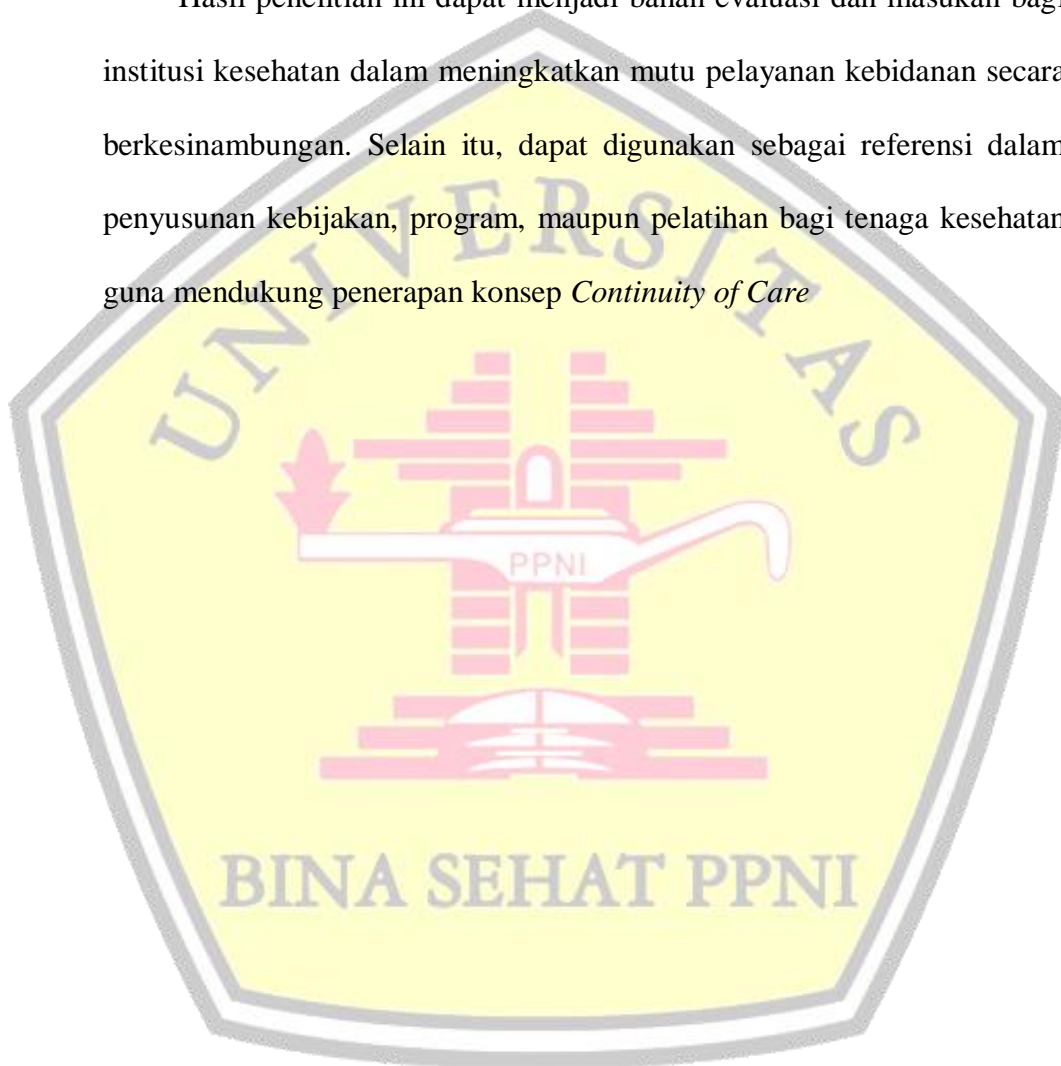 Hasil penelitian ini dapat menjadi bahan evaluasi dan masukan bagi
institusi kesehatan dalam meningkatkan mutu pelayanan kebidanan secara
berkesinambungan. Selain itu, dapat digunakan sebagai referensi dalam
penyusunan kebijakan, program, maupun pelatihan bagi tenaga kesehatan
guna mendukung penerapan konsep Continuity of Care
UNIVERSITAS
PPNI
BINA SEHAT PPNI